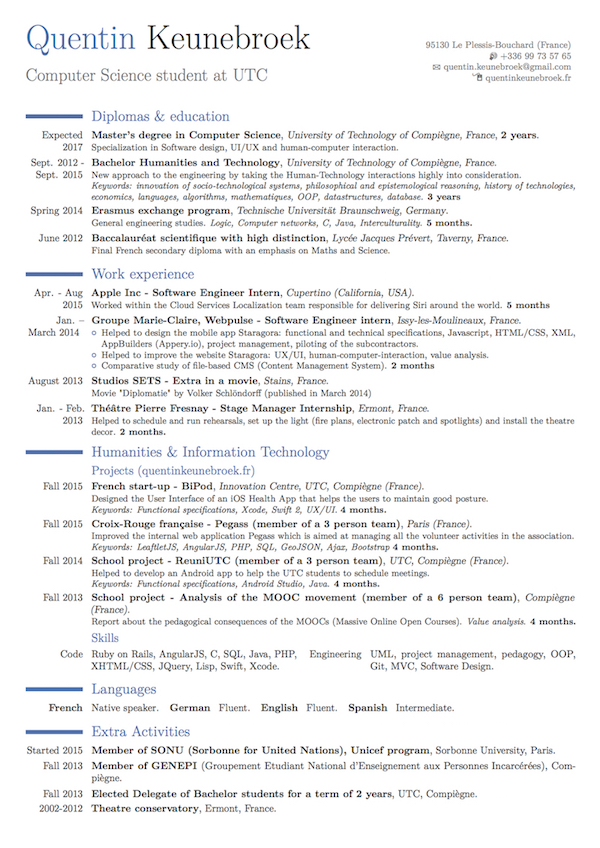 Quentin Keunebroek
Computer Science student at UTC
95130 Le Plessis-Bouchard (France)
+336 99 73 57 65
quentin.keunebroek@gmail.com
quentinkeunebroek.fr
Diplomas & education
Expected 2017 Master's degree in Computer Science, University of Technology of Compiègne, France, 2 years.
Specialization in Software design, UI/UX and human-computer interaction.
Sept. 2012 - Bachelor Humanities and Technology, University of Technology of Compiègne, France.
Sept. 2015 New approach to the engineering by taking the Human-Technology interactions highly into consideration.
Keywords: innovation of socio-technological systems, philosophical and epistemological reasoning, history of technologies,
economics, languages, algorithms, mathematiques, OOP, datastructures, database. 3 years
Spring 2014 Erasmus exchange program, Technische Universität Braunschweig, Germany.
General engineering studies. Logic, Computer networks, C, Java, Interculturality. 5 months.
June 2012 Baccalauréat scientifique with high distinction, Lycée Jacques Prévert, Taverny, France.
Final French secondary diploma with an emphasis on Maths and Science.
Work experience
Apr. - Aug Apple Inc - Software Engineer Intern, Cupertino (California, USA).
2015 Worked within the Cloud Services Localization team responsible for delivering Siri around the world. 5 months
Jan. – Groupe Marie-Claire, Webpulse - Software Engineer intern, Issy-les-Moulineaux, France.
March 2014 Helped to design the mobile app Staragora: functional and technical specifications, Javascript, HTML/CSS, XML,
AppBuilders (Appery.io), project management, piloting of the subcontractors.
Helped to improve the website Staragora: UX/UI, human-computer-interaction, value analysis.
Comparative study of file-based CMS (Content Management System). 2 months
August 2013 Studios SETS - Extra in a movie, Stains, France.
Movie "Diplomatie" by Volker Schlöndorff (published in March 2014)
Jan. - Feb. Théâtre Pierre Fresnay - Stage Manager Internship, Ermont, France.
2013 Helped to schedule and run rehearsals, set up the light (fire plans, electronic patch and spotlights) and install the theatre
decor. 2 months.
Humanities & Information Technology
Projects (quentinkeunebroek.fr)
Fall 2015 French start-up - BiPod, Innovation Centre, UTC, Compiègne (France).
Designed the User Interface of an iOS Health App that helps the users to maintain good posture.
Keywords: Functional specifications, Xcode, Swift 2, UX/UI. 4 months.
Fall 2015 Croix-Rouge française - Pegass (member of a 3 person team), Paris (France).
Improved the internal web application Pegass which is aimed at managing all the volunteer activities in the association.
Keywords: LeaftletJS, AngularJS, PHP, SQL, GeoJSON, Ajax, Bootstrap 4 months.
Fall 2014 School project - ReuniUTC (member of a 3 person team), UTC, Compiègne (France).
Helped to develop an Android app to help the UTC students to schedule meetings.
Keywords: Functional specifications, Android Studio, Java. 4 months.
Fall 2013 School project - Analysis of the MOOC movement (member of a 6 person team), Compiègne
(France).
Report about the pedagogical consequences of the MOOCs (Massive Online Open Courses). Value analysis. 4 months.
Skills
Code Ruby on Rails, AngularJS, C, SQL, Java, PHP,
XHTML/CSS, JQuery, Lisp, Swift, Xcode.
Engineering UML, project management, pedagogy, OOP,
Git, MVC, Software Design.
Languages
French Native speaker. German Fluent. English Fluent. Spanish Intermediate.
Extra Activities
Started 2015 Member of SONU (Sorbonne for United Nations), Unicef program, Sorbonne University, Paris.
Fall 2013 Member of GENEPI (Groupement Etudiant National d'Enseignement aux Personnes Incarcérées), Com-
piègne.
Fall 2013 Elected Delegate of Bachelor students for a term of 2 years, UTC, Compiègne.
2002-2012 Theatre conservatory, Ermont, France.